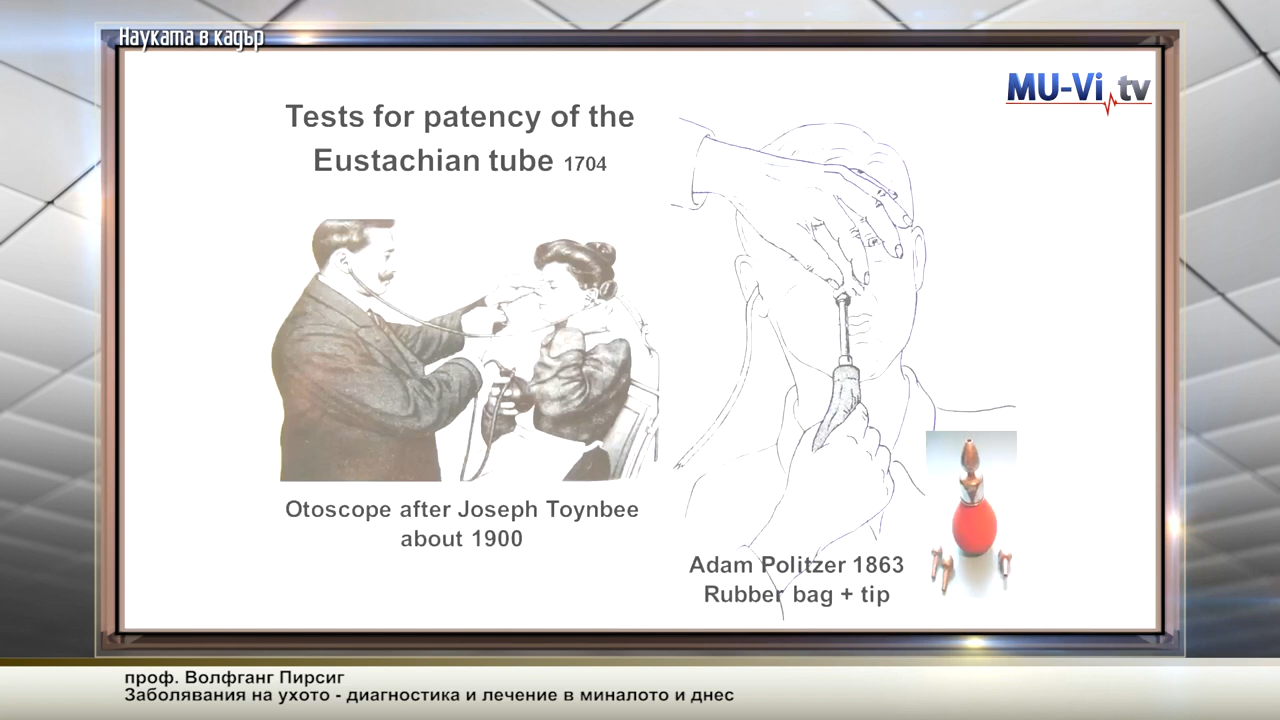 Науката в кадър
MU-Vi tv
Tests for patency of the
Eustachian tube 1704
Otoscope after Joseph Toynbee
about 1900
Adam Politzer 1863
Rubber bag + tip
проф. Волфганг Пирсиг
Заболявания на ухото - диагностика и лечение в миналото и днес